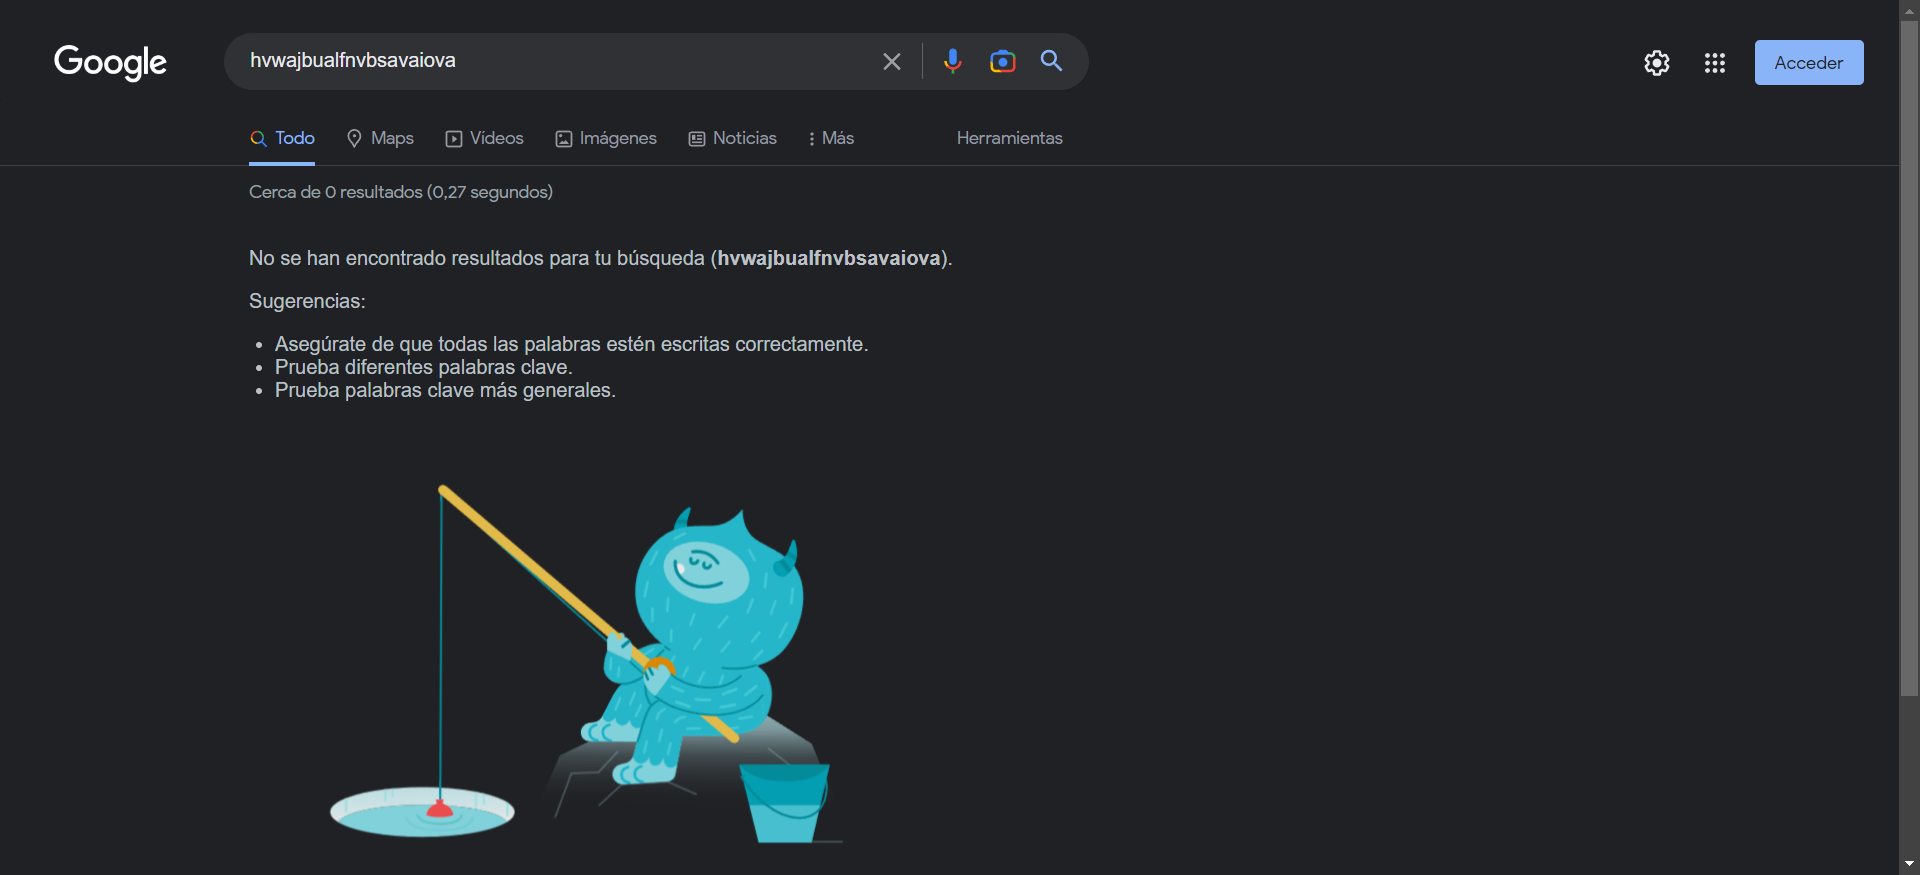 Google
hvwajbualfnvbsavaiova
Acceder
Todo
Maps
Vídeos
Imágenes
Noticias
Más
Herramientas
Cerca de 0 resultados (0,27 segundos)
No se han encontrado resultados para tu búsqueda (hvwajbualfnvbsavaiova).
Sugerencias:
Asegúrate de que todas las palabras estén escritas correctamente.
Prueba diferentes palabras clave.
Prueba palabras clave más generales.